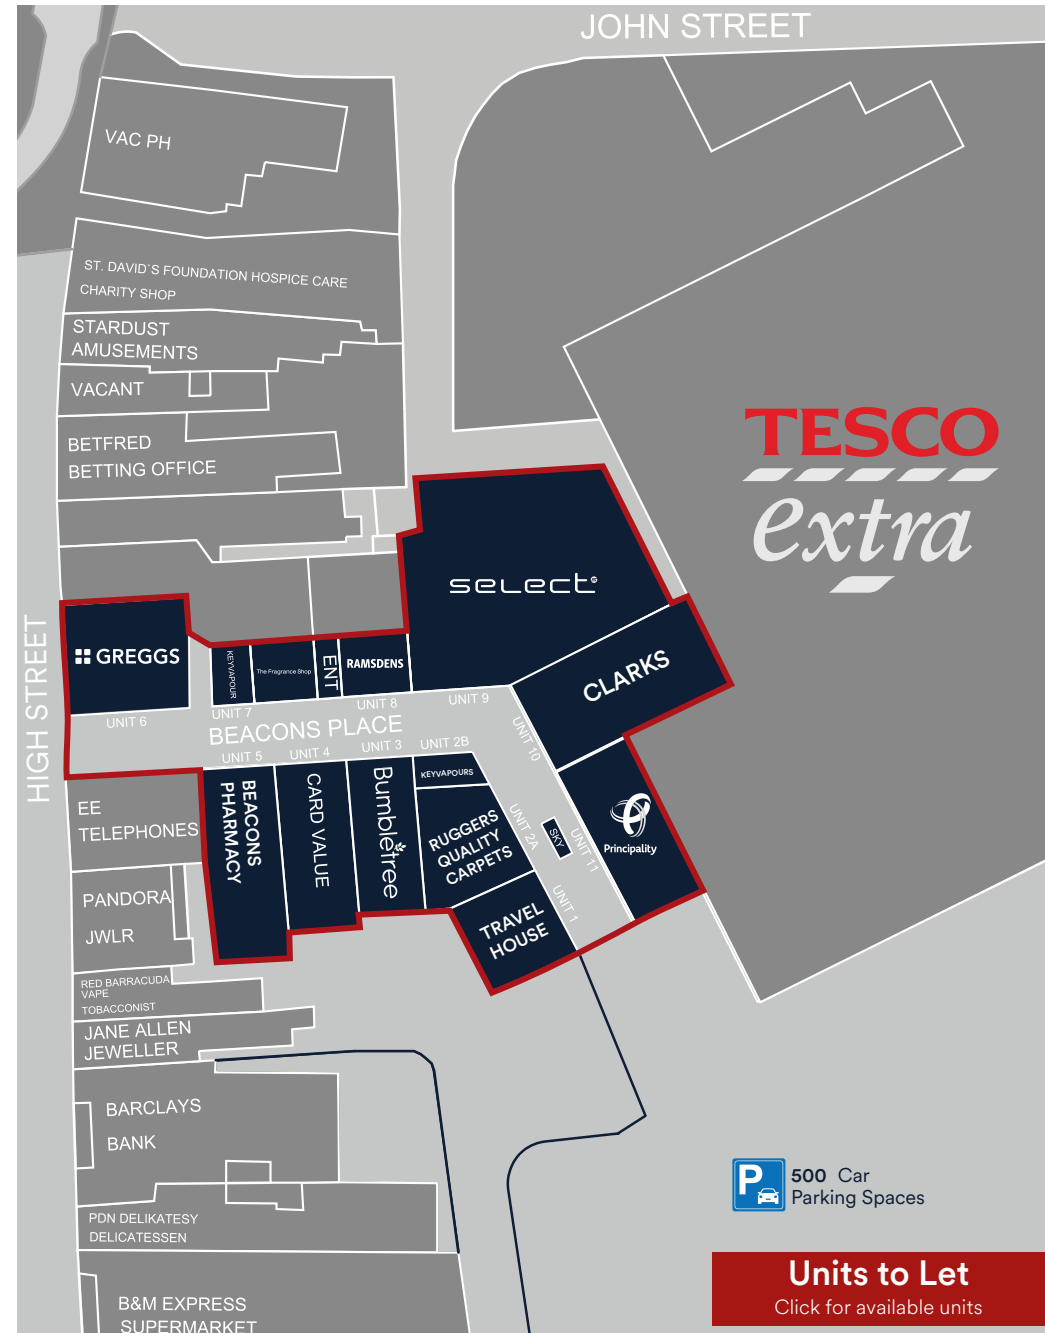 JOHN STREET
VAC PH
ST. DAVID`S FOUNDATION HOSPICE CARE
CHARITY SHOP
STARDUST
AMUSEMENTS
VACANT
BETFRED
BETTING OFFICE
TESCO
extra
select
HIGH STREET
GREGGS
KEYVAPOUR
The Fragrance Shop
ENT
RAMSDENS
CLARKS
UNIT 6
UNIT 7
UNIT 8
UNIT 9
UNIT 10
BEACONS PLACE
UNIT 5
UNIT 4
UNIT 3
UNIT 2B
EE
TELEPHONES
BEACONS
PHARMACY
CARD VALUE
Bumbletree
KEYVAPOURS
RUGGERS
QUALITY
CARPETS
UNIT 2A
SKY
UNIT 11
Principality
UNIT 1
TRAVEL
HOUSE
PANDORA
JWLR
RED BARRACUDA
VAPE
TOBACCONIST
JANE ALLEN
JEWELLER
BARCLAYS
BANK
PDN DELIKATESY
DELICATESSEN
B&M EXPRESS
SUPERMARKET
P
500 Car
Parking Spaces
Units to Let
Click for available units